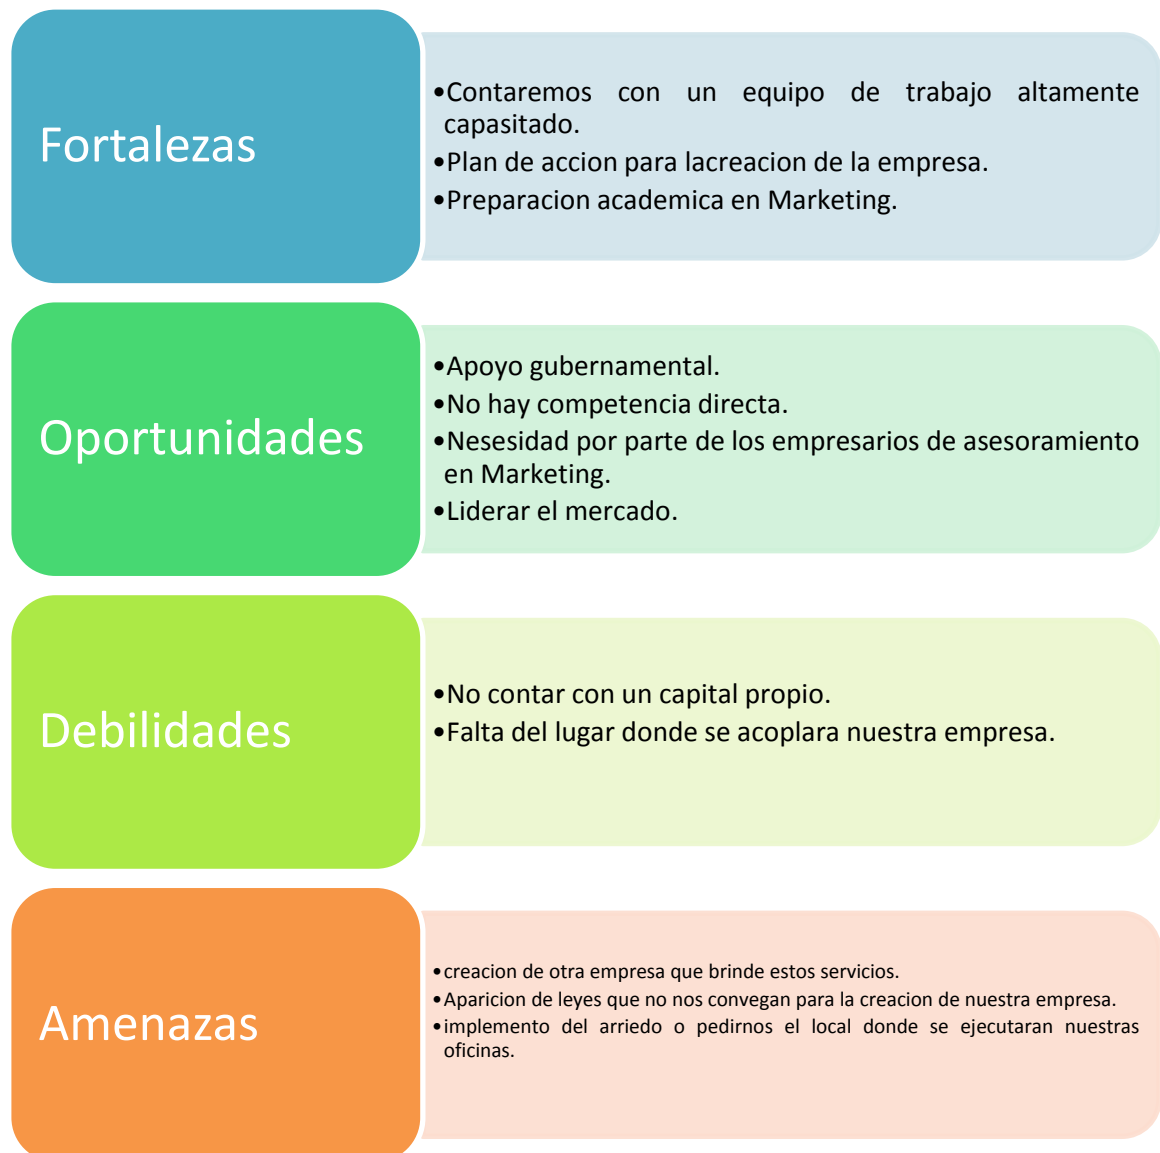 Fortalezas
•Contaremos con un equipo de trabajo altamente
capasitado.
•Plan de accion para lacreacion de la empresa.
•Preparacion academica en Marketing.
Oportunidades
•Apoyo gubernamental.
•No hay competencia directa.
•Nesesidad por parte de los empresarios de asesoramiento
en Marketing.
•Liderar el mercado.
Debilidades
•No contar con un capital propio.
•Falta del lugar donde se acoplara nuestra empresa.
Amenazas
•creacion de otra empresa que brinde estos servicios.
•Aparicion de leyes que no nos convegan para la creacion de nuestra empresa.
•implemento del arriedo o pedirnos el local donde se ejecutaran nuestras
oficinas.